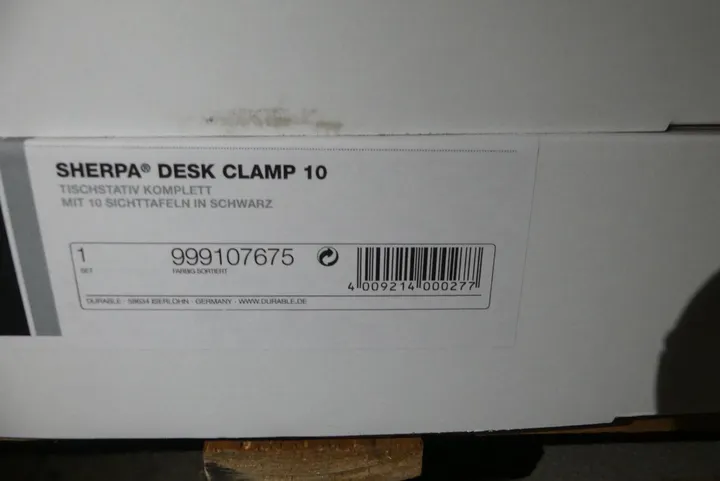 SHERPA® DESK CLAMP 10
TISCHSTATIV KOMPLETT
MIT 10 SICHTTAFELN IN SCHWARZ
1 999107675
SET FARBIG SORTIERT
4 009214 000277
DURABLE · 58634 ISERLOHN · GERMANY · WWW.DURABLE.DE